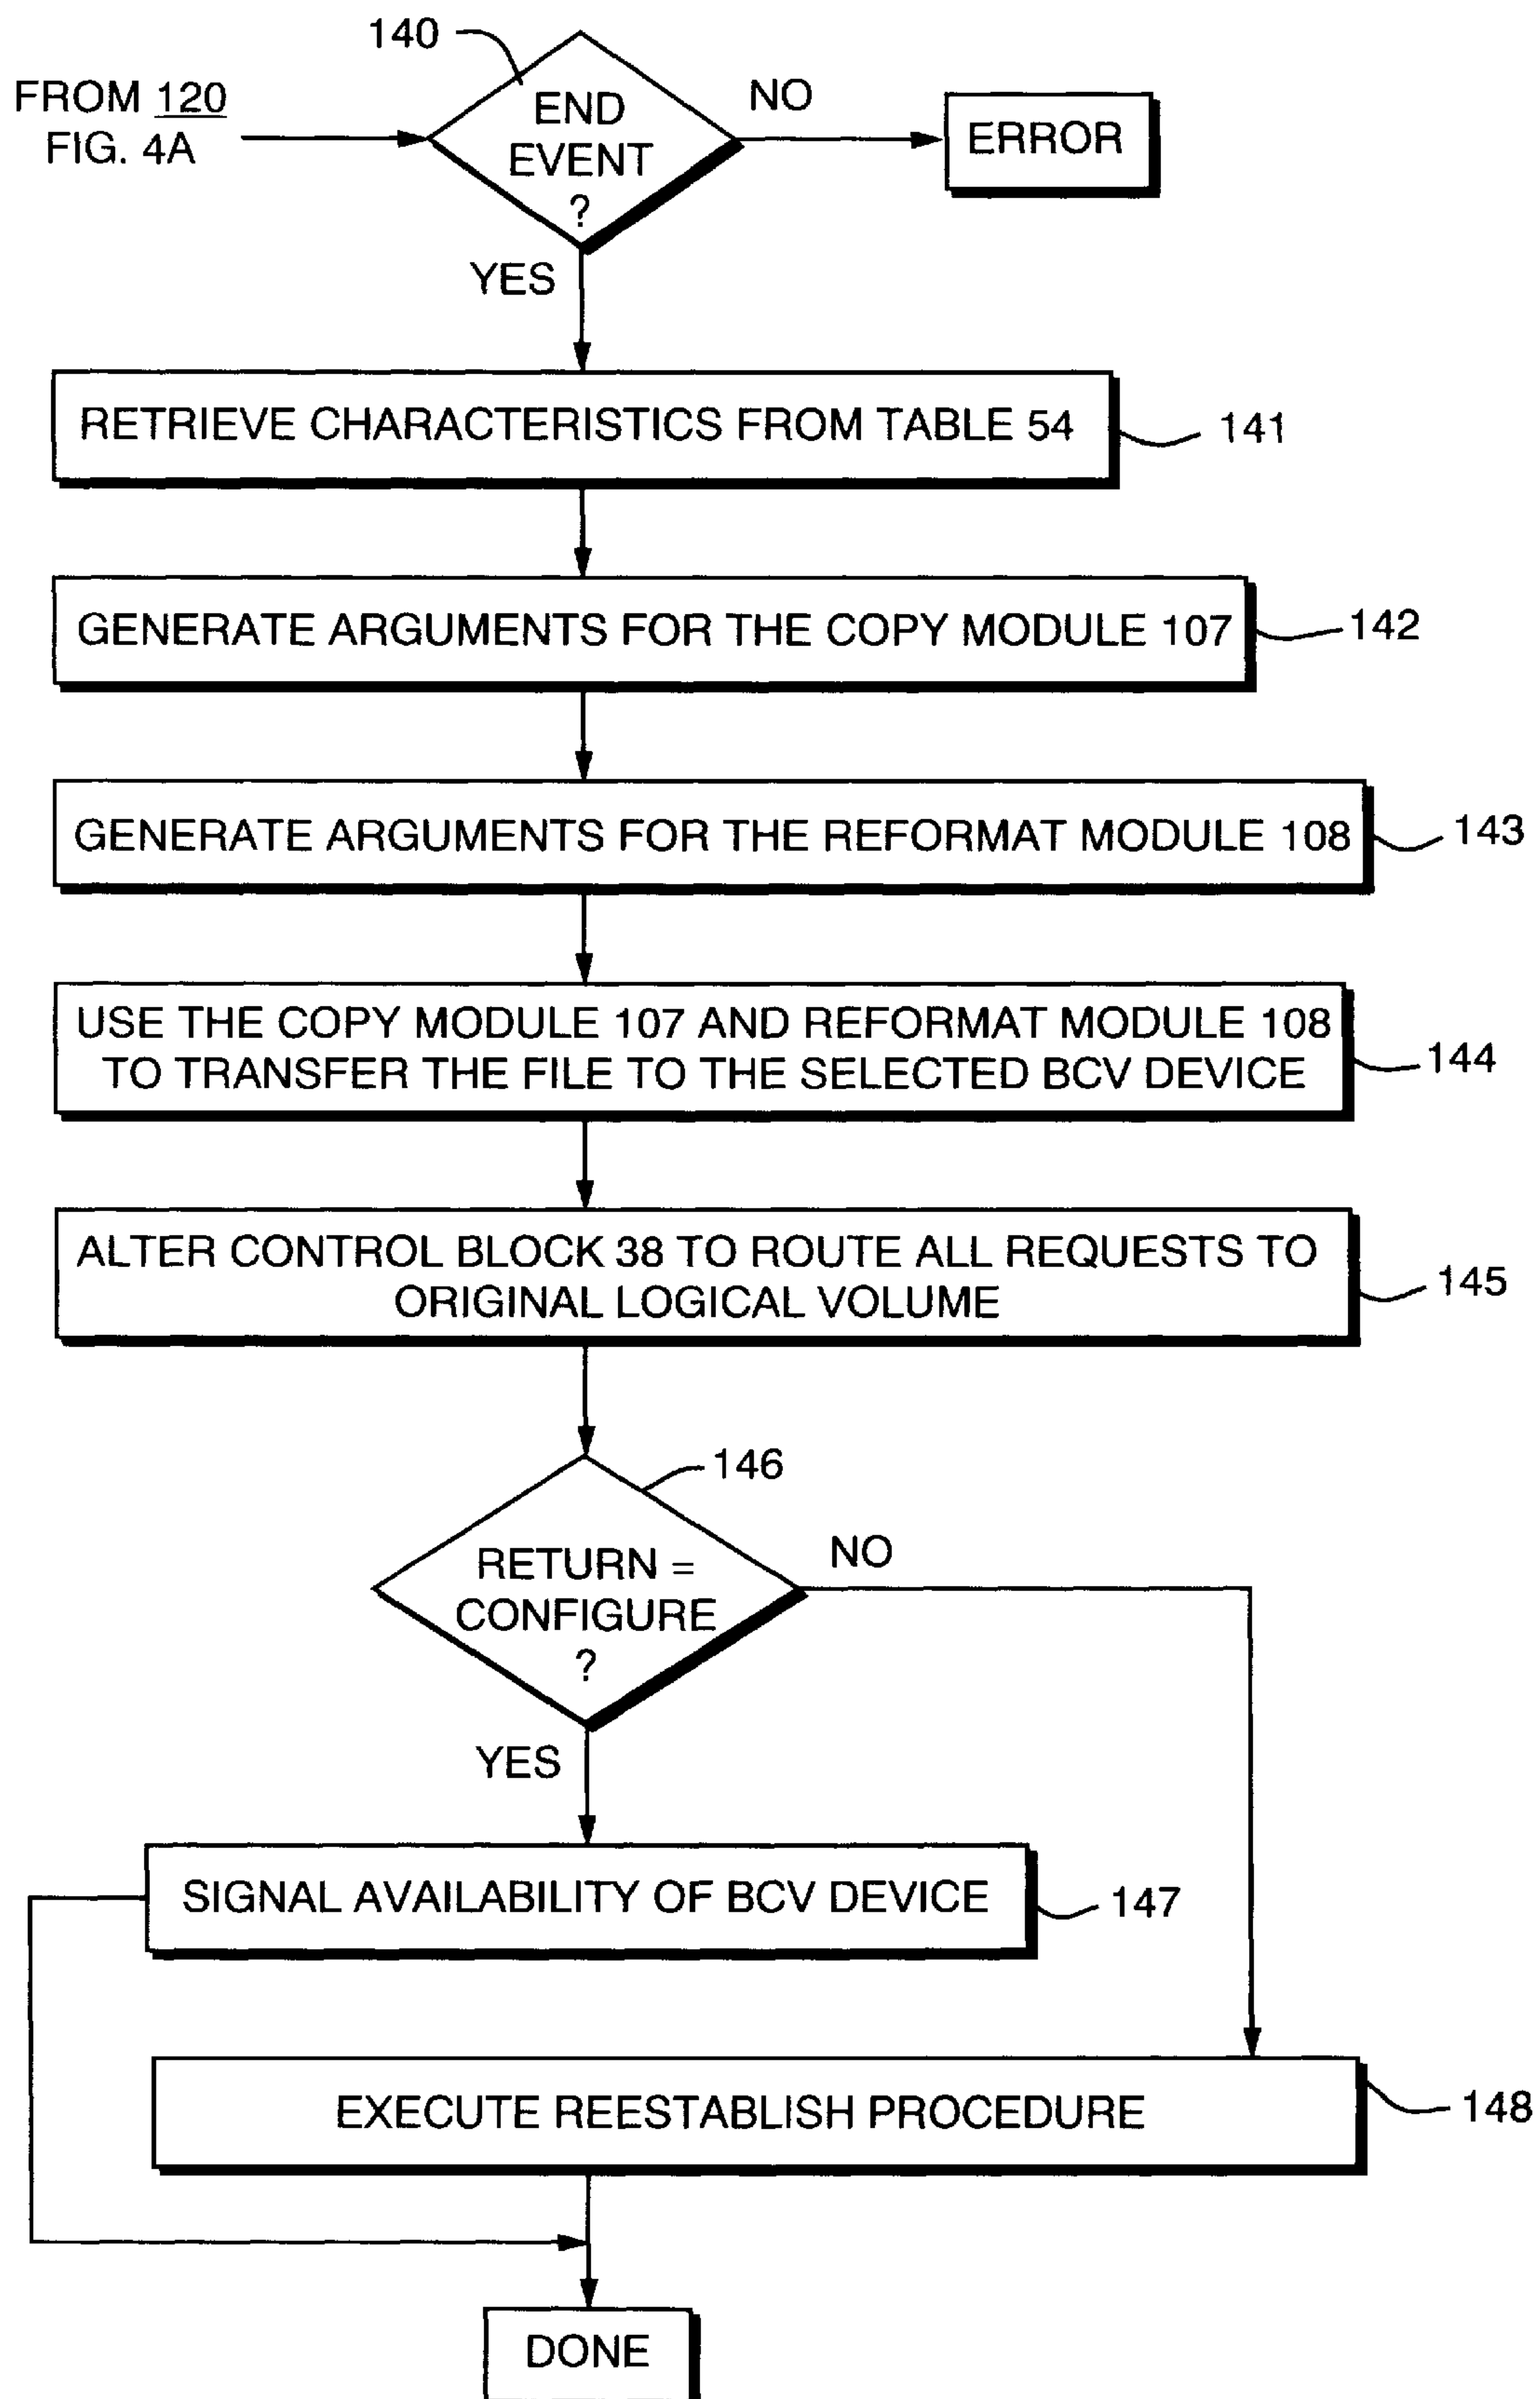 140
FROM 120
FIG. 4A
END
EVENT
?
NO
ERROR
YES
RETRIEVE CHARACTERISTICS FROM TABLE 54
141
GENERATE ARGUMENTS FOR THE COPY MODULE 107
142
GENERATE ARGUMENTS FOR THE REFORMAT MODULE 108
143
USE THE COPY MODULE 107 AND REFORMAT MODULE 108
TO TRANSFER THE FILE TO THE SELECTED BCV DEVICE
144
ALTER CONTROL BLOCK 38 TO ROUTE ALL REQUESTS TO
ORIGINAL LOGICAL VOLUME
145
146
RETURN =
CONFIGURE
?
NO
YES
SIGNAL AVAILABILITY OF BCV DEVICE
147
EXECUTE REESTABLISH PROCEDURE
148
DONE